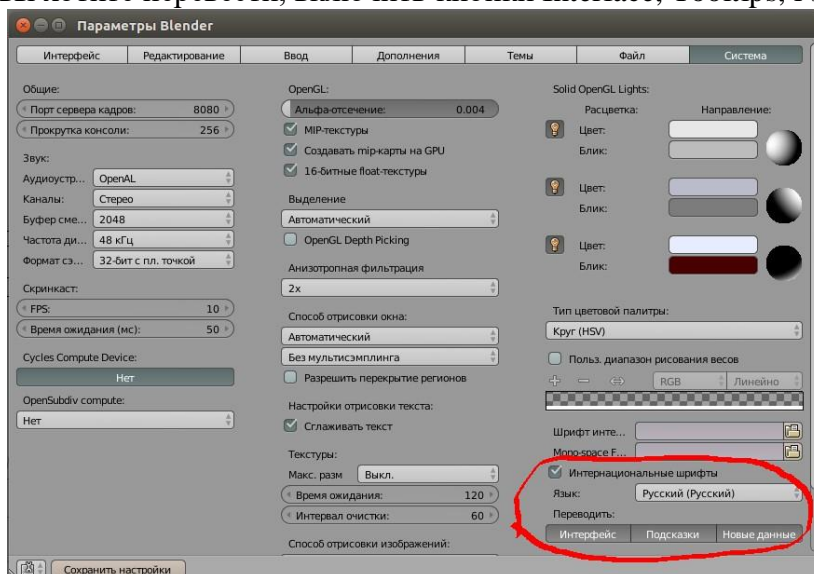 Параметры Blender
Интерфейс Редактирование Ввод Дополнения Темы Файл Система
Общие:
Порт сервера кадров: 8080
Прокрутка консоли: 256
Звук:
Аудиоустр... OpenAL
Каналы: Стерео
Буфер сме... 2048
Частота ди... 48 кГц
Формат сэ... 32-бит с пл. точкой
Скринкаст:
FPS: 10
Время ожидания (мс): 50
Cycles Compute Device:
Нет
OpenSubdiv compute:
Нет
OpenGL:
Альфа-отсечение: 0.004
MIP-текстуры
Создавать mip-карты на GPU
16-битные float-текстуры
Выделение
Автоматический
OpenGL Depth Picking
Анизотропная фильтрация
2x
Способ отрисовки окна:
Автоматический
Без мультисэмплинга
Разрешить перекрытие регионов
Настройки отрисовки текста:
Сглаживать текст
Текстуры:
Макс. разм Выкл.
Время ожидания: 120
Интервал очистки: 60
Способ отрисовки изображений:
Solid OpenGL Lights:
Расцветка: Направление:
Цвет:
Блик:
Цвет:
Блик:
Цвет:
Блик:
Тип цветовой палитры:
Круг (HSV)
Польз. диапазон рисования весов
RGB Линейно
Шрифт инте...
Mono-space F...
Интернациональные шрифты
Язык: Русский (Русский)
Переводить:
Интерфейс Подсказки Новые данные
Сохранить настройки